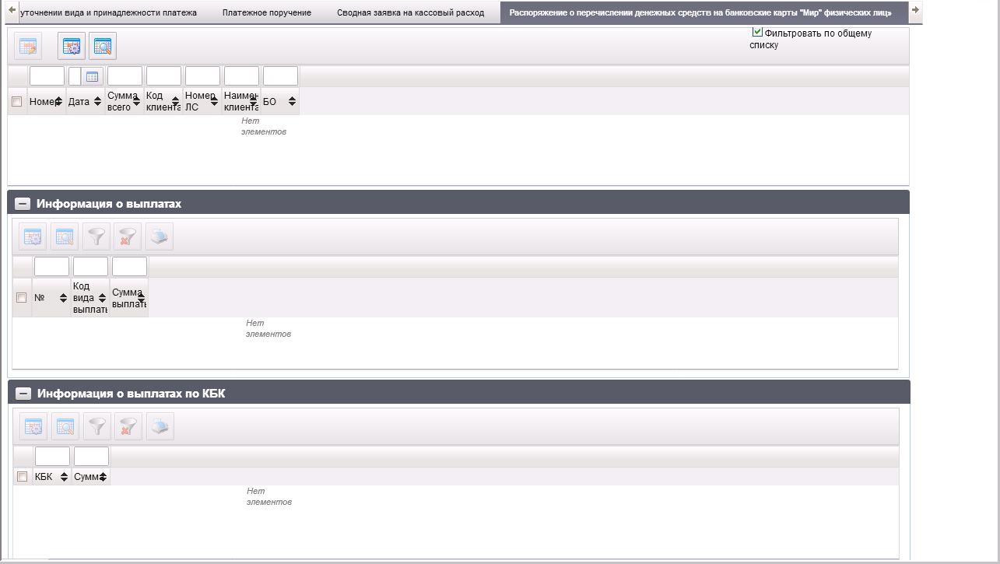 уточнении вида и принадлежности платежа Платежное поручение Сводная заявка на кассовый расход Распоряжение о перечислении денежных средств на банковские карты "Мир" физических лиц»
Фильтровать по общему
списку
Номер Дата Сумма всего Код клиента Номер ЛС Наимен клиента БО
Нет
элементов
Информация о выплатах
№ Код вида выплаты Сумма выплаты
Нет
элементов
Информация о выплатах по КБК
КБК Сумма
Нет
элементов